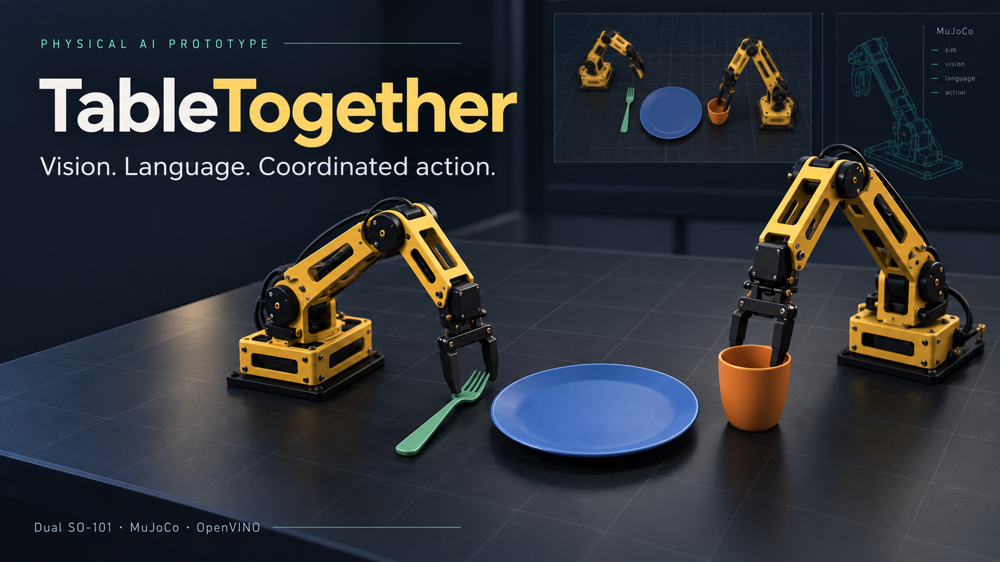 PHYSICAL AI PROTOTYPE
TableTogether
Vision. Language. Coordinated action.
MuJoCo
sim
vision
language
action
Dual SO-101 · MuJoCo · OpenVINO